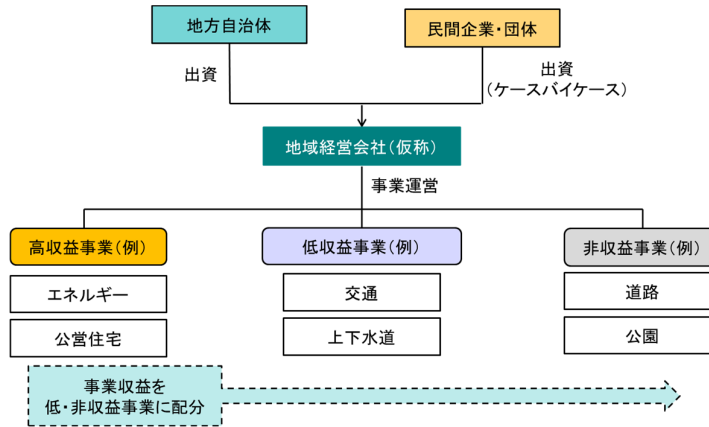 地方自治体
民間企業・団体
出資
出資
(ケースバイケース)
地域経営会社(仮称)
事業運営
高収益事業(例)
低収益事業(例)
非収益事業(例)
エネルギー
交通
道路
公営住宅
上下水道
公園
事業収益を
低・非収益事業に配分